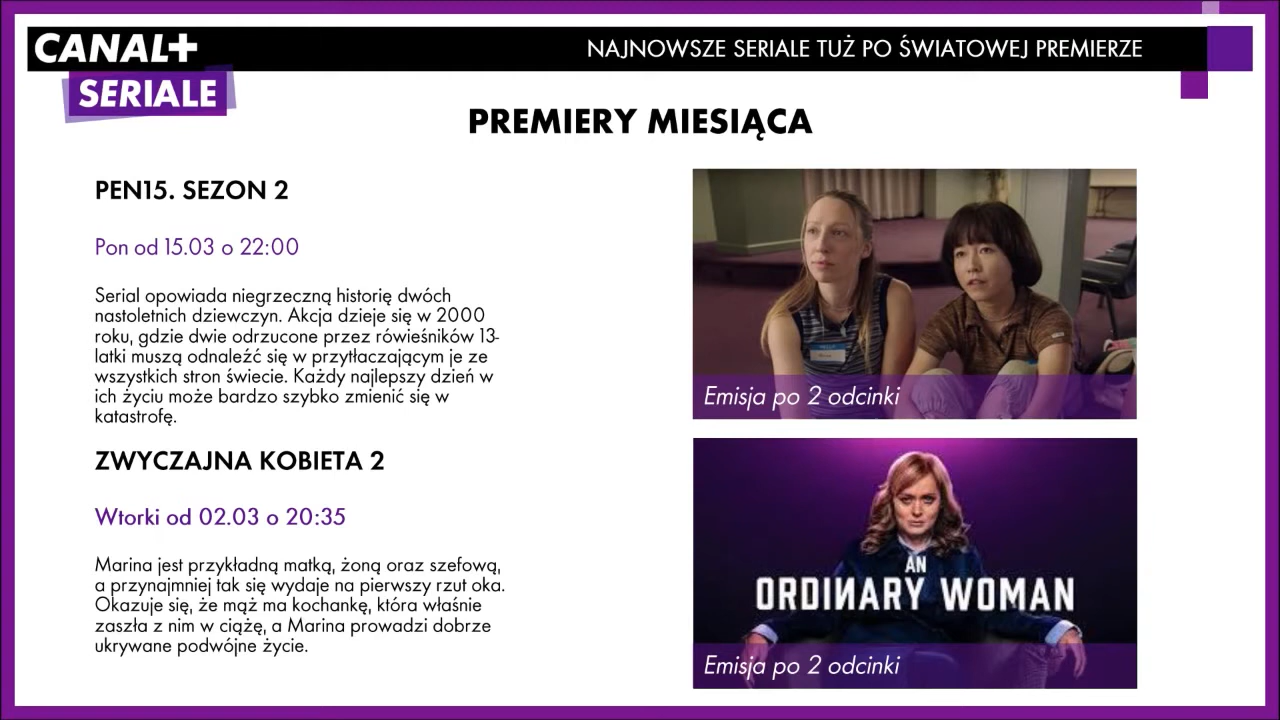 CANAL+
SERIALE
NAJNOWSZE SERIALE TUŻ PO ŚWIATOWEJ PREMIERZE
PREMIERY MIESIĄCA
PEN15. SEZON 2
Pon od 15.03 o 22:00
Serial opowiada niegrzeczną historię dwóch
nastoletnich dziewczyn. Akcja dzieje się w 2000
roku, gdzie dwie odrzucone przez rówieśników 13-
latki muszą odnaleźć się w przytłaczającym je ze
wszystkich stron świecie. Każdy najlepszy dzień w
ich życiu może bardzo szybko zmienić się w
katastrofę.
Emisja po 2 odcinki
ZWYCZAJNA KOBIETA 2
Wtorki od 02.03 o 20:35
Marina jest przykładną matką, żoną oraz szefową,
a przynajmniej tak się wydaje na pierwszy rzut oka.
Okazuje się, że mąż ma kochankę, która właśnie
zaszła z nim w ciążę, a Marina prowadzi dobrze
ukrywane podwójne życie.
AN
ORDIИARY WOMAN
Emisja po 2 odcinki